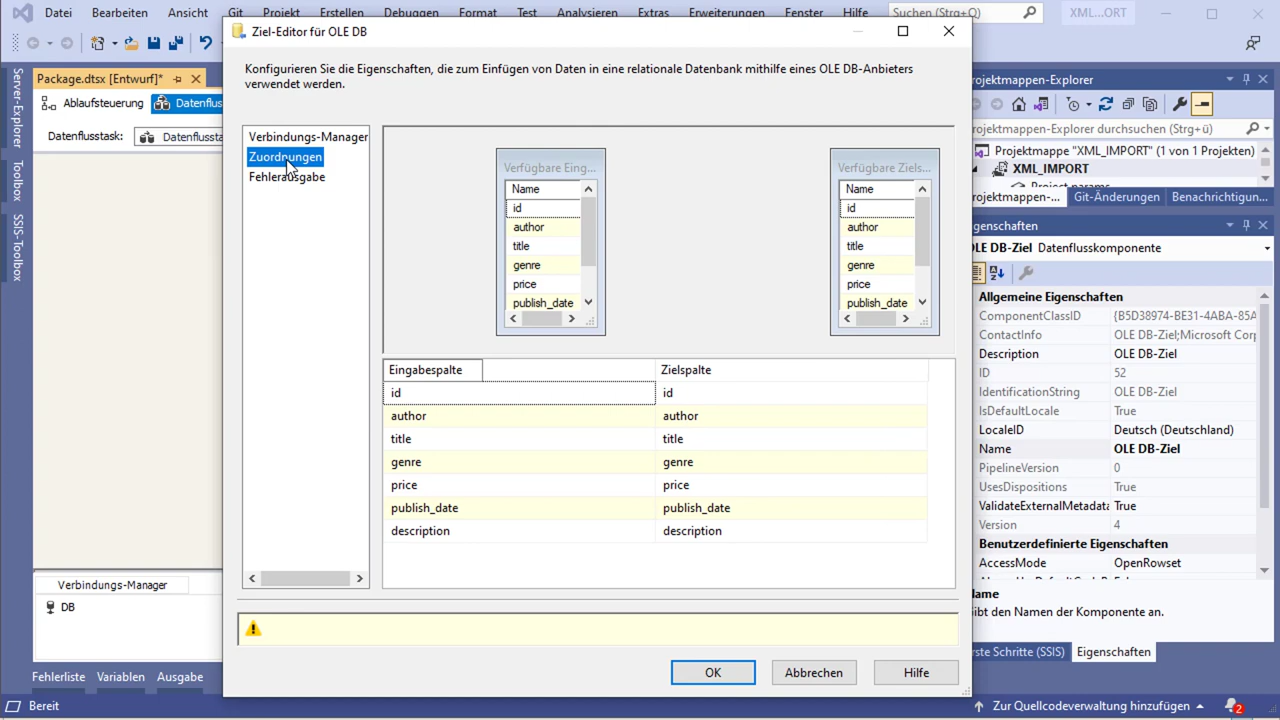 Datei Bearbeiten Ansicht Git Projekt Erstellen Debuggen Format Test Analysieren Extras Erweiterungen Fenster Hilfe Suchen (Strg+Q) XML...ORT
Ziel-Editor für OLE DB
Konfigurieren Sie die Eigenschaften, die zum Einfügen von Daten in eine relationale Datenbank mithilfe eines OLE DB-Anbieters
verwendet werden.
Server-Explorer
Toolbox
SSIS-Toolbox
Package.dtsx [Entwurf]*
Ablaufsteuerung Datenflus
Datenflusstask: Datenflussta
Verbindungs-Manager
Zuordnungen
Fehlerausgabe
Verfügbare Eing...
Name
id
author
title
genre
price
publish_date
Verfügbare Ziels...
Name
id
author
title
genre
price
publish_date
Eingabespalte Zielspalte
id id
author author
title title
genre genre
price price
publish_date publish_date
description description
OK Abbrechen Hilfe
Verbindungs-Manager
DB
Fehlerliste Variablen Ausgabe
Bereit
rojektmappen-Explorer
rojektmappen-Explorer durchsuchen (Strg+ü)
Projektmappe "XML_IMPORT" (1 von 1 Projekten)
XML_IMPORT
Project.params
rojektmappen-... Git-Änderungen Benachrichtigun...
igenschaften
OLE DB-Ziel Datenflusskomponente
Allgemeine Eigenschaften
ComponentClassID {B5D38974-BE31-4ABA-85A
ContactInfo OLE DB-Ziel;Microsoft Corp
Description OLE DB-Ziel
ID 52
IdentificationString OLE DB-Ziel
IsDefaultLocale True
LocaleID Deutsch (Deutschland)
Name OLE DB-Ziel
PipelineVersion 0
UsesDispositions True
ValidateExternalMetadata True
Version 4
Benutzerdefinierte Eigenschaften
AccessMode OpenRowset
lame
ibt den Namen der Komponente an.
rste Schritte (SSIS) Eigenschaften
Zur Quellcodeverwaltung hinzufügen 2